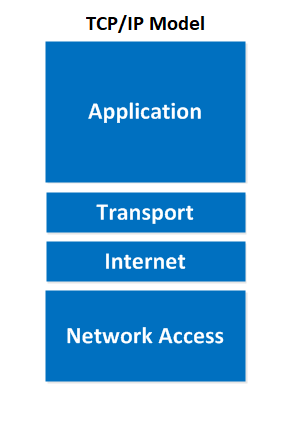 TCP/IP Model
Application
Transport
Internet
Network Access